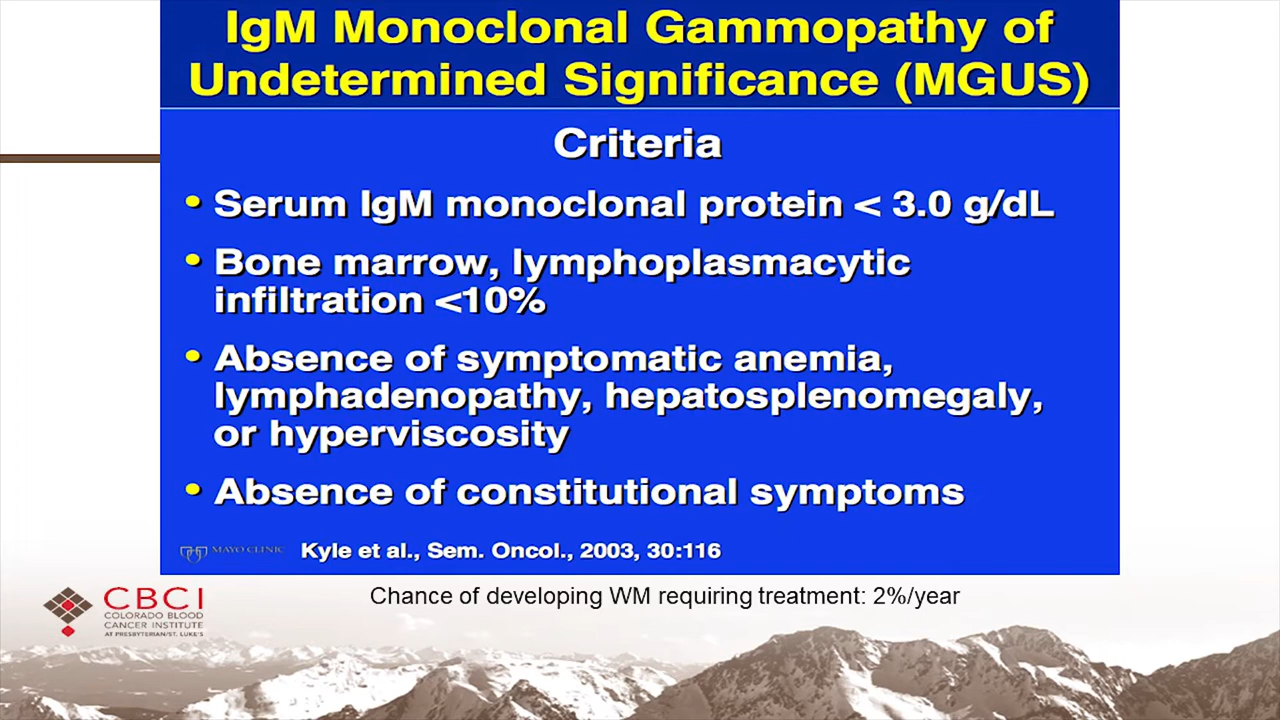 IgM Monoclonal Gammopathy of
Undetermined Significance (MGUS)
Criteria
• Serum IgM monoclonal protein < 3.0 g/dL
• Bone marrow, lymphoplasmacytic
infiltration <10%
• Absence of symptomatic anemia,
lymphadenopathy, hepatosplenomegaly,
or hyperviscosity
• Absence of constitutional symptoms
MAYO CLINIC Kyle et al., Sem. Oncol., 2003, 30:116
Chance of developing WM requiring treatment: 2%/year
CBCI
COLORADO BLOOD
CANCER INSTITUTE
AT PRESBYTERIAN/ST. LUKE'S